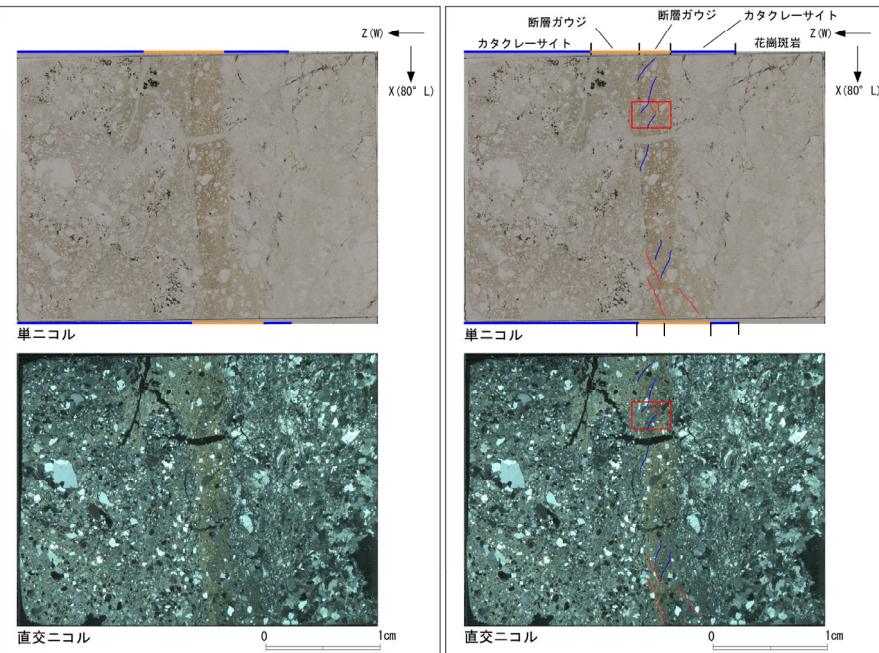 Z(W)
X(80° L)
単ニコル
直交ニコル
0 1cm
断層ガウジ 断層ガウジ
カタクレーサイト カタクレーサイト 花崗斑岩
Z(W)
X(80° L)
単ニコル
直交ニコル
0 1cm